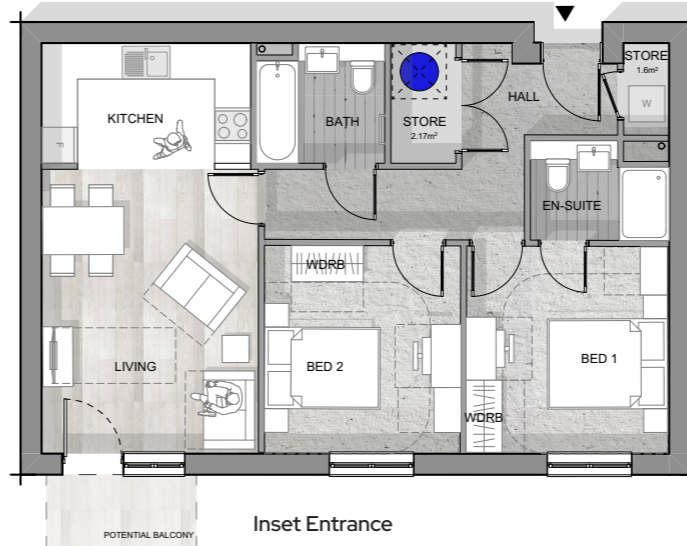 STORE
1.6m²
HALL
W
KITCHEN
BATH
STORE
2.17m²
F
EN-SUITE
WDRB
LIVING
BED 2
BED 1
WDRB
POTENTIAL BALCONY
Inset Entrance